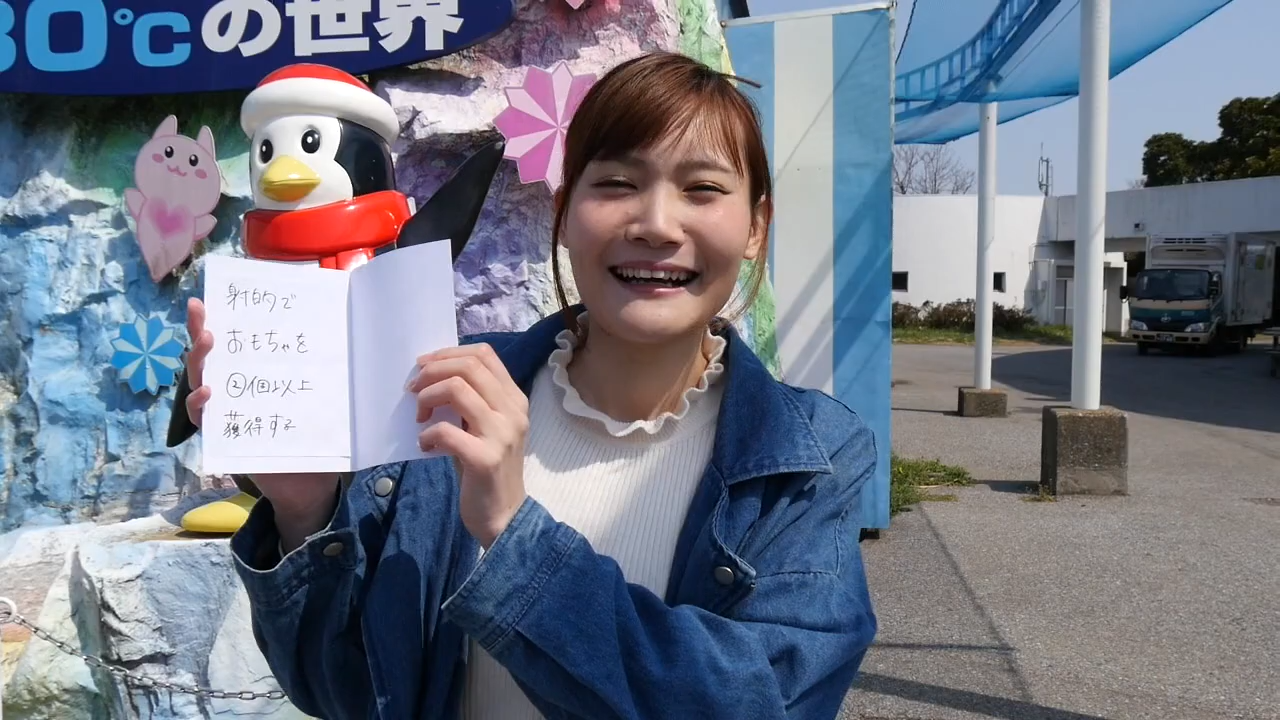 30℃の世界
射的で
おもちゃを
②個以上
獲得する